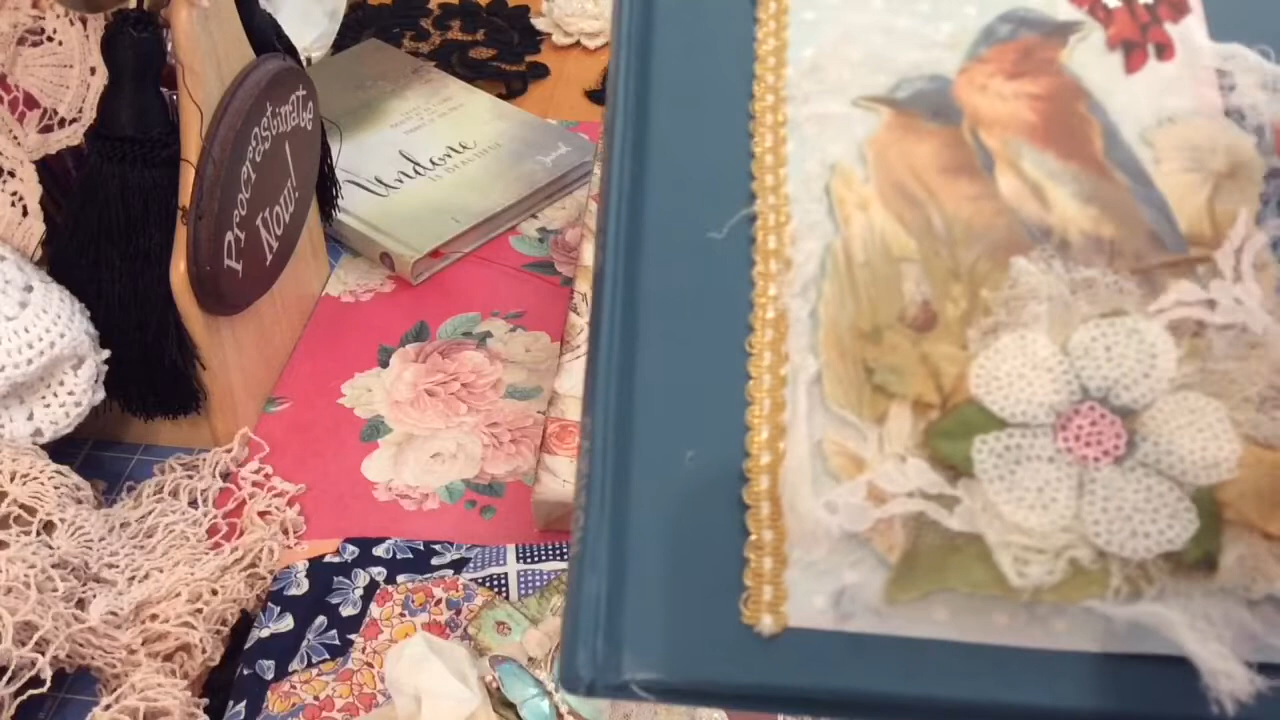 Procrastinate
Now!
Undone
IS BEAUTIFUL
Journal